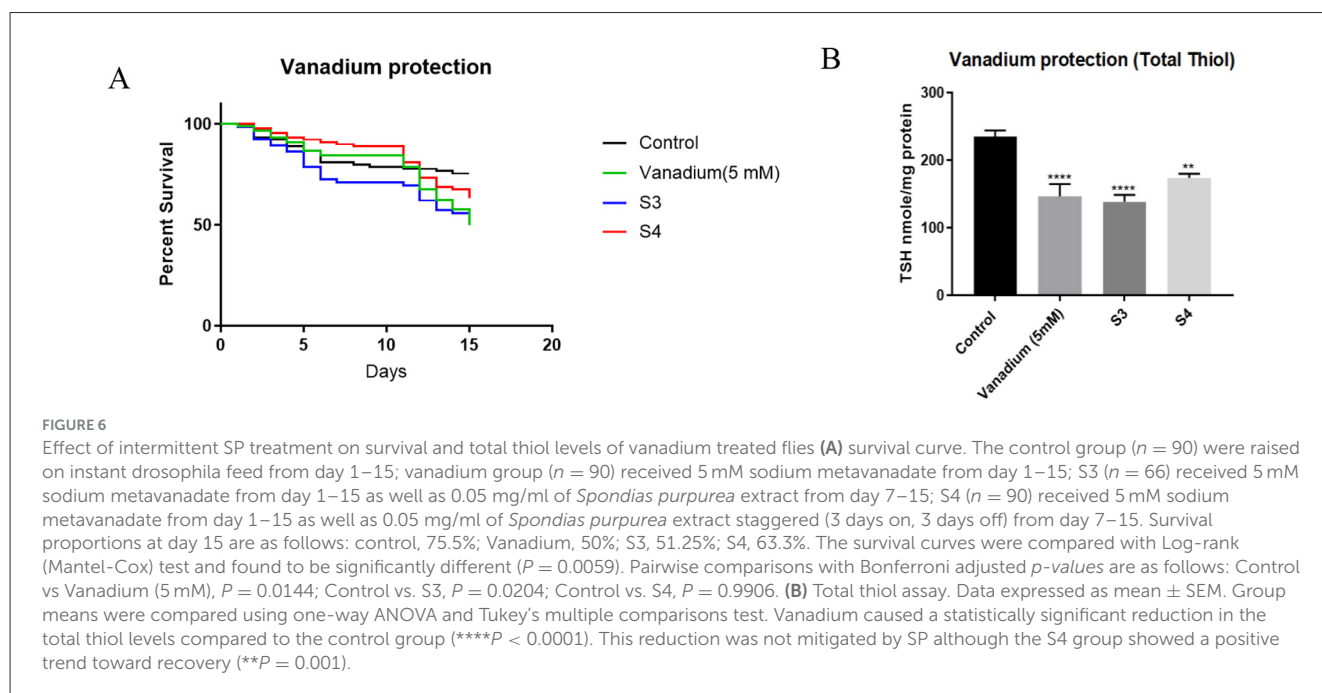 A
Vanadium protection
100
50
0
Percent Survival
0 5 10 15 20
Days
Control
Vanadium(5 mM)
S3
S4
B
Vanadium protection (Total Thiol)
300
200
100
0
TSH nmole/mg protein
****
****
**
Control
Vanadium (5mM)
S3
S4
FIGURE 6
Effect of intermittent SP treatment on survival and total thiol levels of vanadium treated flies (A) survival curve. The control group (n = 90) were raised
on instant drosophila feed from day 1–15; vanadium group (n = 90) received 5 mM sodium metavanadate from day 1–15; S3 (n = 66) received 5 mM
sodium metavanadate from day 1–15 as well as 0.05 mg/ml of Spondias purpurea extract from day 7–15; S4 (n = 90) received 5 mM sodium
metavanadate from day 1–15 as well as 0.05 mg/ml of Spondias purpurea extract staggered (3 days on, 3 days off) from day 7–15. Survival
proportions at day 15 are as follows: control, 75.5%; Vanadium, 50%; S3, 51.25%; S4, 63.3%. The survival curves were compared with Log-rank
(Mantel-Cox) test and found to be significantly different (P = 0.0059). Pairwise comparisons with Bonferroni adjusted p-values are as follows: Control
vs Vanadium (5 mM), P = 0.0144; Control vs. S3, P = 0.0204; Control vs. S4, P = 0.9906. (B) Total thiol assay. Data expressed as mean ± SEM. Group
means were compared using one-way ANOVA and Tukey's multiple comparisons test. Vanadium caused a statistically significant reduction in the
total thiol levels compared to the control group (****P < 0.0001). This reduction was not mitigated by SP although the S4 group showed a positive
trend toward recovery (**P = 0.001).